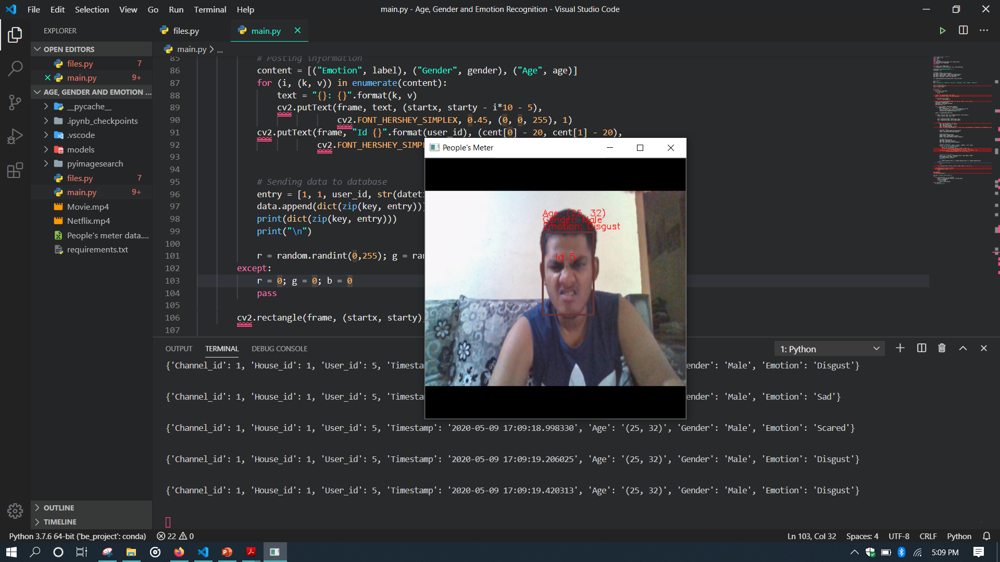 File Edit Selection View Go Run Terminal Help
main.py - Age, Gender and Emotion Recognition - Visual Studio Code
EXPLORER
OPEN EDITORS
files.py 7
main.py 9+
AGE, GENDER AND EMOTION ...
__pycache__
.ipynb_checkpoints
.vscode
models
pyimagesearch
files.py 7
main.py 9+
Movie.mp4
Netflix.mp4
People's meter data....
requirements.txt
OUTLINE
TIMELINE
files.py
main.py
main.py > ...
85 # Posting information
86 content = [("Emotion", label), ("Gender", gender), ("Age", age)]
87 for (i, (k, v)) in enumerate(content):
88 text = "{}: {}".format(k, v)
89 cv2.putText(frame, text, (startx, starty - i*10 - 5),
90 cv2.FONT_HERSHEY_SIMPLEX, 0.45, (0, 0, 255), 1)
91 cv2.putText(frame, "Id {}".format(user_id), (cent[0] - 20, cent[1] - 20),
92 cv2.FONT_HERSHEY_SIMP
93
94
95 # Sending data to database
96 entry = [1, 1, user_id, str(dateti
97 data.append(dict(zip(key, entry)))
98 print(dict(zip(key, entry)))
99 print("\n")
100
101 r = random.randint(0,255); g = ran
102 except:
103 r = 0; g = 0; b = 0
104 pass
105
106 cv2.rectangle(frame, (startx, starty)
107
People's Meter
Age: (25, 32)
Gender: Male
Emotion: Disgust
Id 5
OUTPUT TERMINAL DEBUG CONSOLE
1: Python
{'Channel_id': 1, 'House_id': 1, 'User_id': 5, 'Timesta ender': 'Male', 'Emotion': 'Disgust'}
{'Channel_id': 1, 'House_id': 1, 'User_id': 5, 'Timesta ender': 'Male', 'Emotion': 'Sad'}
{'Channel_id': 1, 'House_id': 1, 'User_id': 5, 'Timestamp': '2020-05-09 17:09:18.998330', 'Age': '(25, 32)', 'Gender': 'Male', 'Emotion': 'Scared'}
{'Channel_id': 1, 'House_id': 1, 'User_id': 5, 'Timestamp': '2020-05-09 17:09:19.206025', 'Age': '(25, 32)', 'Gender': 'Male', 'Emotion': 'Disgust'}
{'Channel_id': 1, 'House_id': 1, 'User_id': 5, 'Timestamp': '2020-05-09 17:09:19.420313', 'Age': '(25, 32)', 'Gender': 'Male', 'Emotion': 'Disgust'}
Python 3.7.6 64-bit ('be_project': conda) 22 0
Ln 103, Col 32 Spaces: 4 UTF-8 CRLF Python
5:09 PM